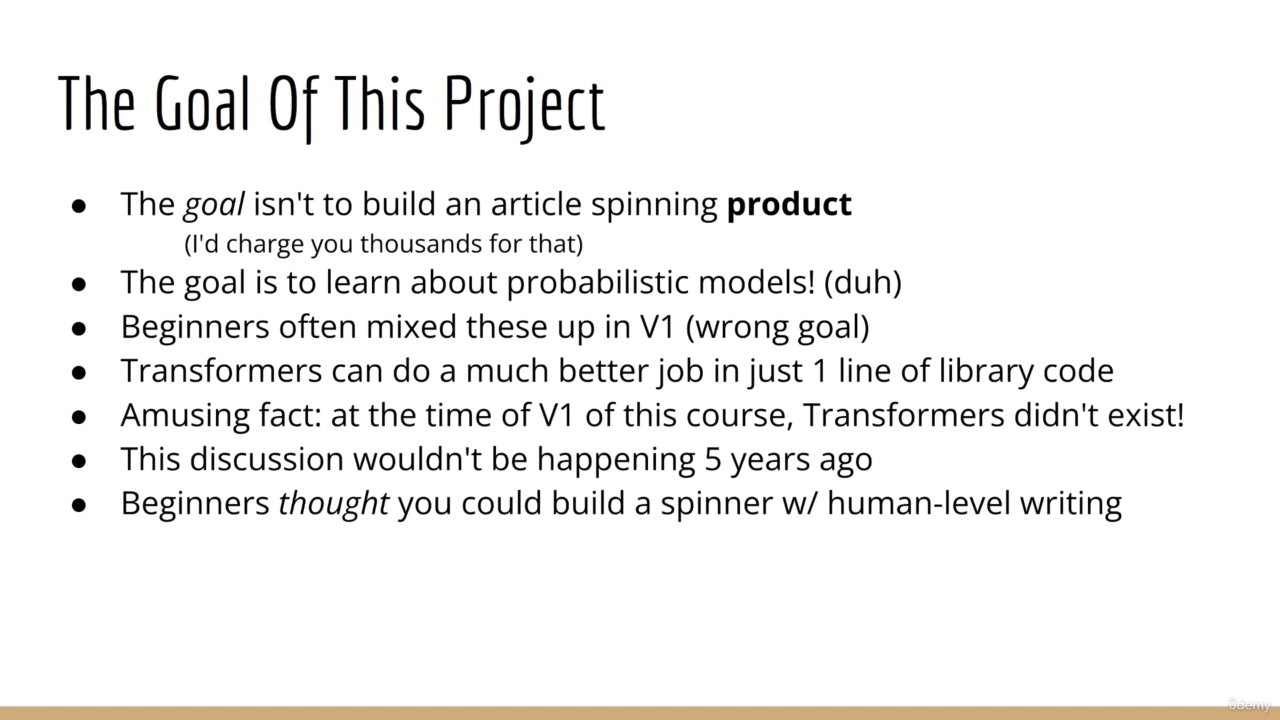 The Goal Of This Project
● The goal isn't to build an article spinning product
(I'd charge you thousands for that)
● The goal is to learn about probabilistic models! (duh)
● Beginners often mixed these up in V1 (wrong goal)
● Transformers can do a much better job in just 1 line of library code
● Amusing fact: at the time of V1 of this course, Transformers didn't exist!
● This discussion wouldn't be happening 5 years ago
● Beginners thought you could build a spinner w/ human-level writing
ûdemy